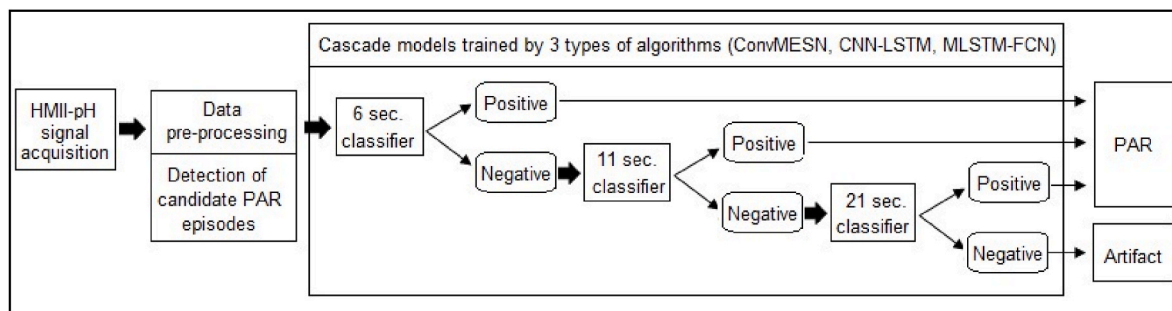 Cascade models trained by 3 types of algorithms (ConvMESN, CNN-LSTM, MLSTM-FCN)
HMII-pH
signal
acquisition
Data
pre-processing
Detection of
candidate PAR
episodes
6 sec.
classifier
Positive
Negative
11 sec.
classifier
Positive
Negative
21 sec.
classifier
Positive
Negative
PAR
Artifact